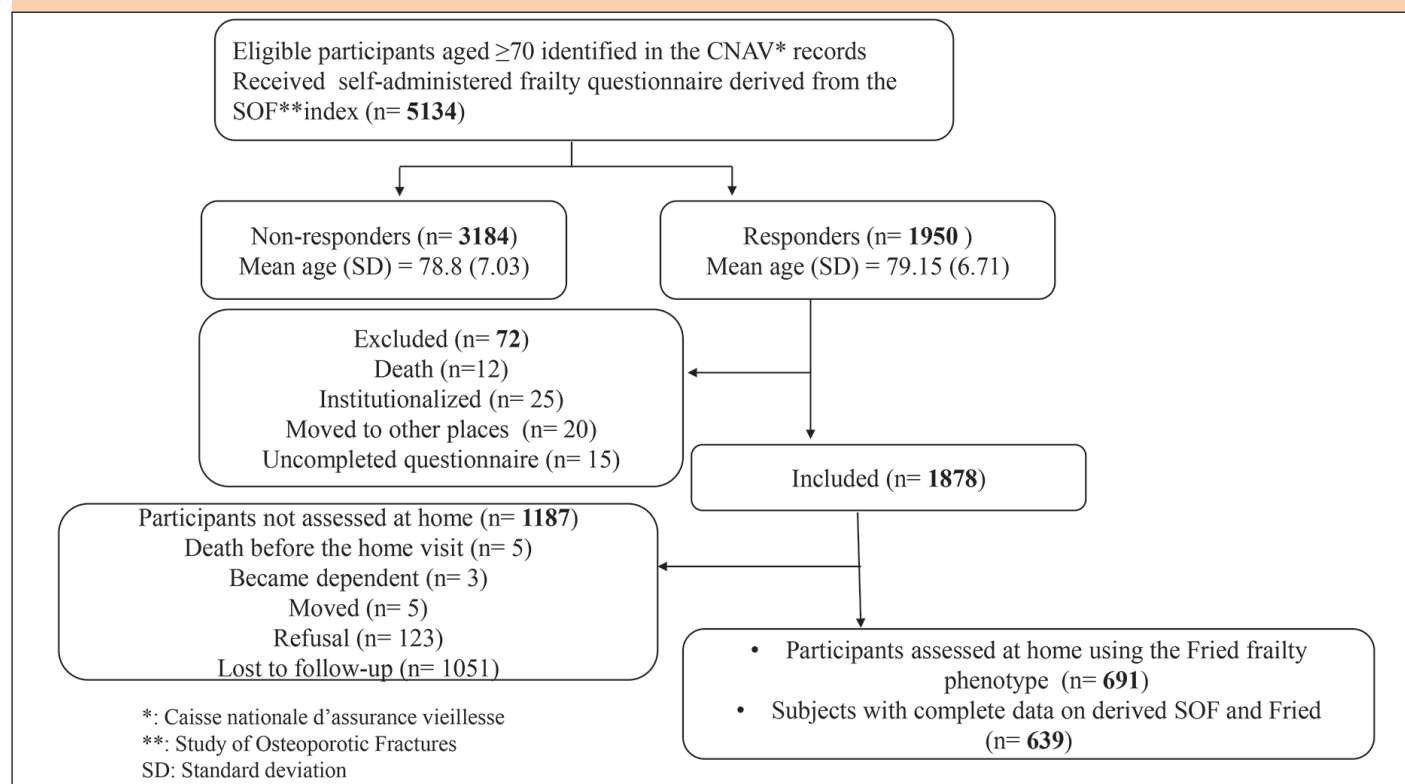 Eligible participants aged ≥70 identified in the CNAV* records
Received self-administered frailty questionnaire derived from the
SOF**index (n= 5134)
Non-responders (n= 3184)
Mean age (SD) = 78.8 (7.03)
Responders (n= 1950 )
Mean age (SD) = 79.15 (6.71)
Excluded (n= 72)
Death (n=12)
Institutionalized (n= 25)
Moved to other places (n= 20)
Uncompleted questionnaire (n= 15)
Included (n= 1878)
Participants not assessed at home (n= 1187)
Death before the home visit (n= 5)
Became dependent (n= 3)
Moved (n= 5)
Refusal (n= 123)
Lost to follow-up (n= 1051)
• Participants assessed at home using the Fried frailty
phenotype (n= 691)
• Subjects with complete data on derived SOF and Fried
(n= 639)
*: Caisse nationale d’assurance vieillesse
**: Study of Osteoporotic Fractures
SD: Standard deviation